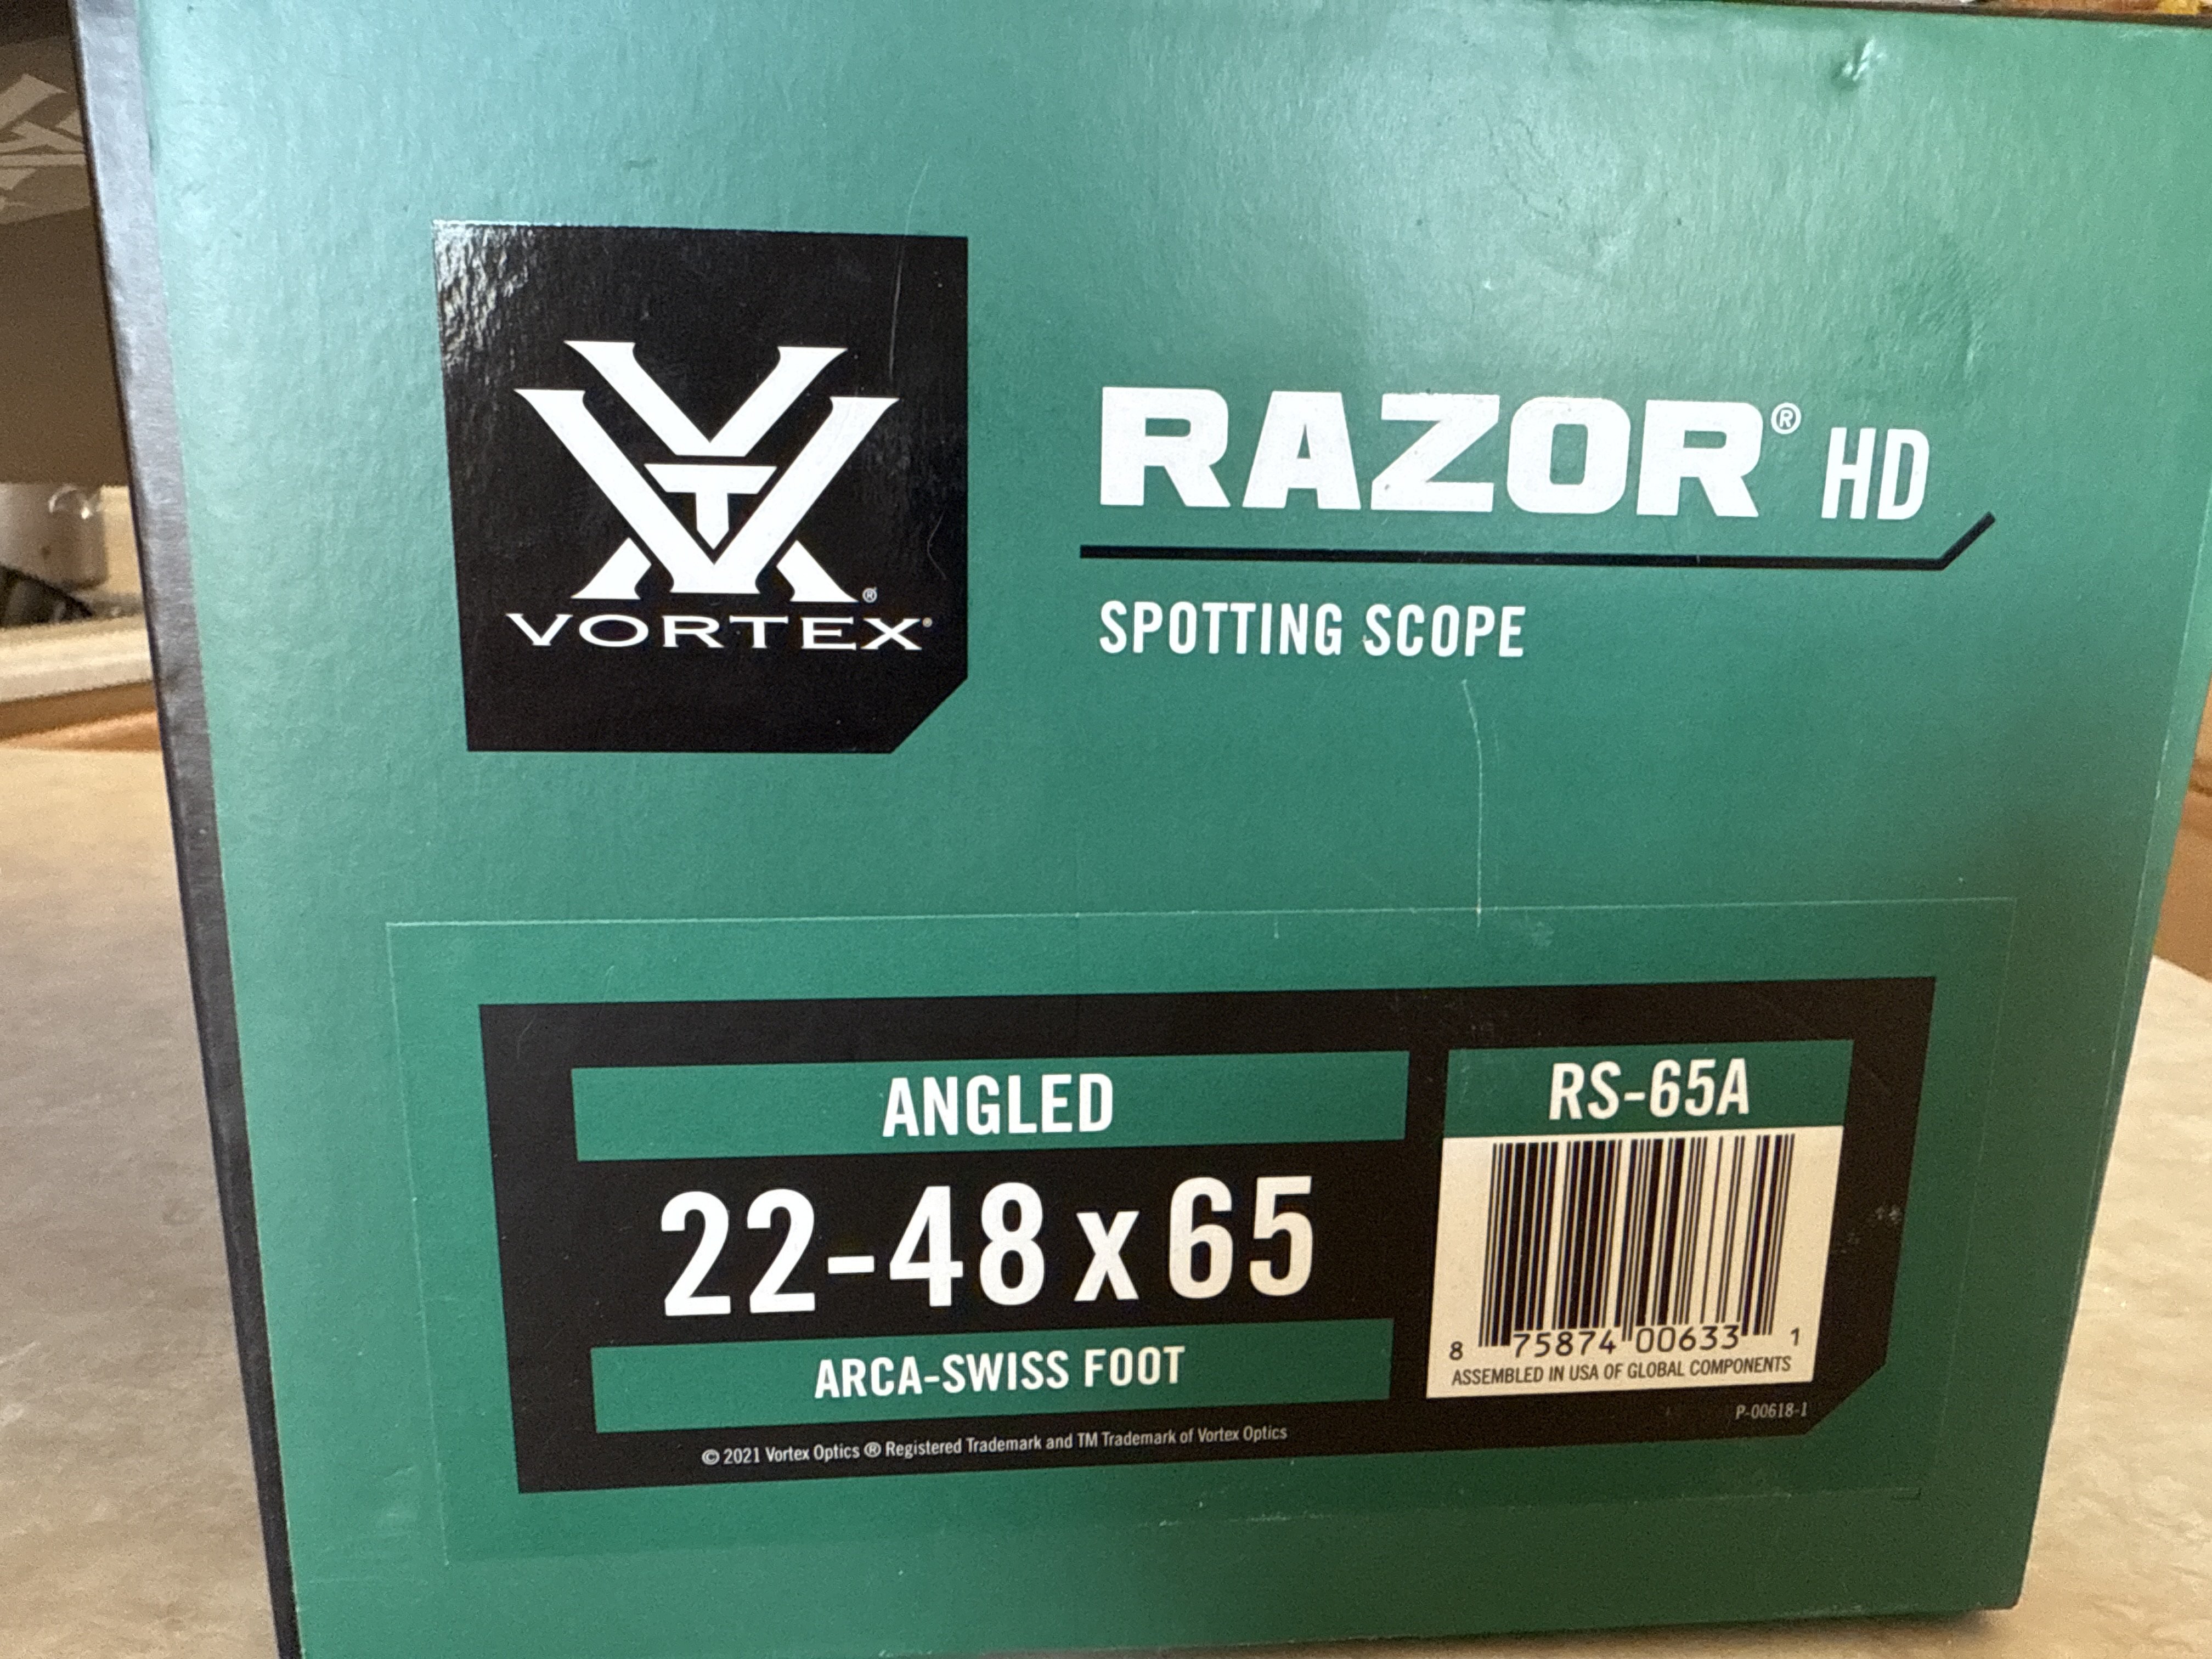 VORTEX®
RAZOR® HD
SPOTTING SCOPE
ANGLED
22-48 x 65
ARCA-SWISS FOOT
© 2021 Vortex Optics ® Registered Trademark and TM Trademark of Vortex Optics
RS-65A
8 75874 00633 1
ASSEMBLED IN USA OF GLOBAL COMPONENTS
P-00618-1